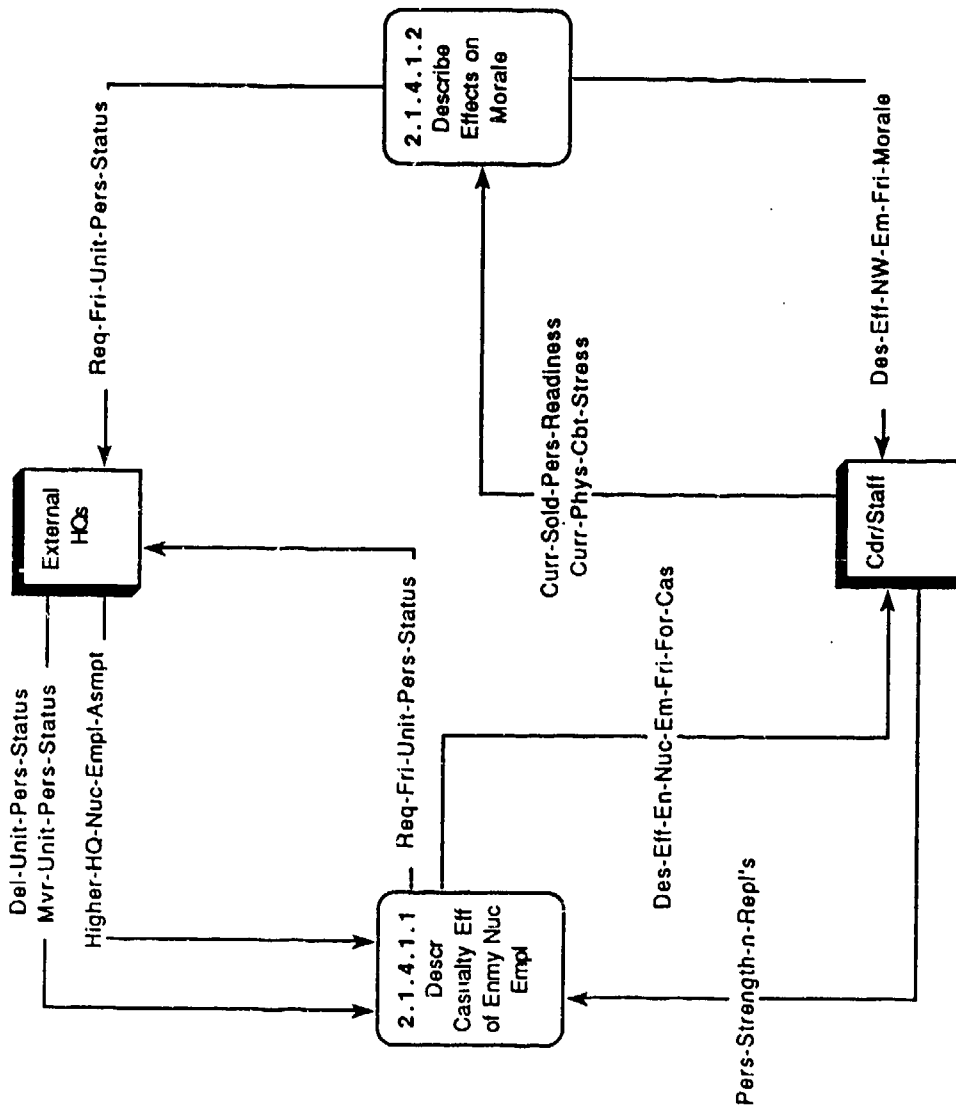 Del-Unit-Pers-Status
Mvr-Unit-Pers-Status
Higher-HQ-Nuc-Empl-Asmpt
External
HQs
Req-Fri-Unit-Pers-Status
Req-Fri-Unit-Pers-Status
2.1.4.1.1
Descr
Casualty Eff
of Enmy Nuc
Empl
2.1.4.1.2
Describe
Effects on
Morale
Curr-Sold-Pers-Readiness
Curr-Phys-Cbt-Stress
Des-Eff-En-Nuc-Em-Fri-For-Cas
Pers-Strength-n-Repl's
Cdr/Staff
Des-Eff-NW-Em-Fri-Morale